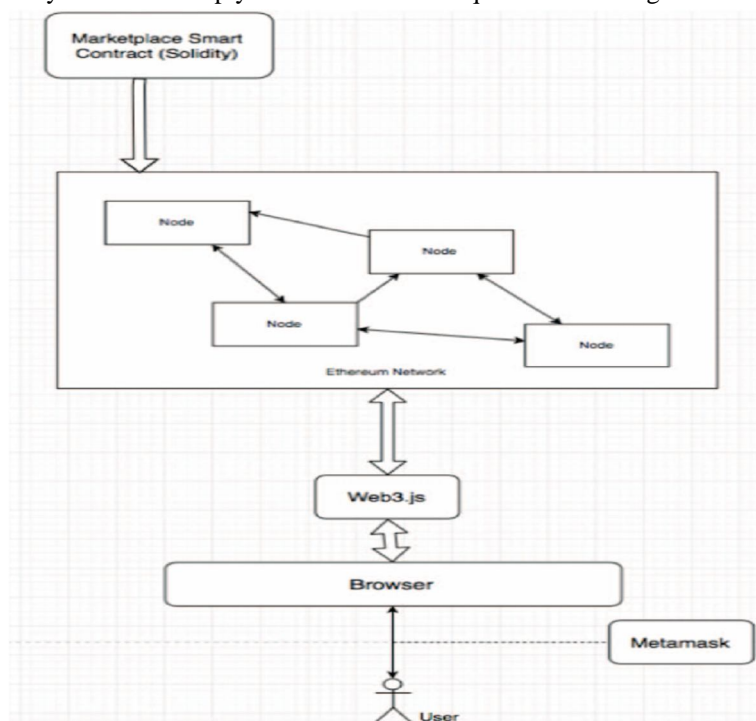 Marketplace Smart
Contract (Solidity)
Node
Node
Node
Node
Ethereum Network
Web3.js
Browser
Metamask
User